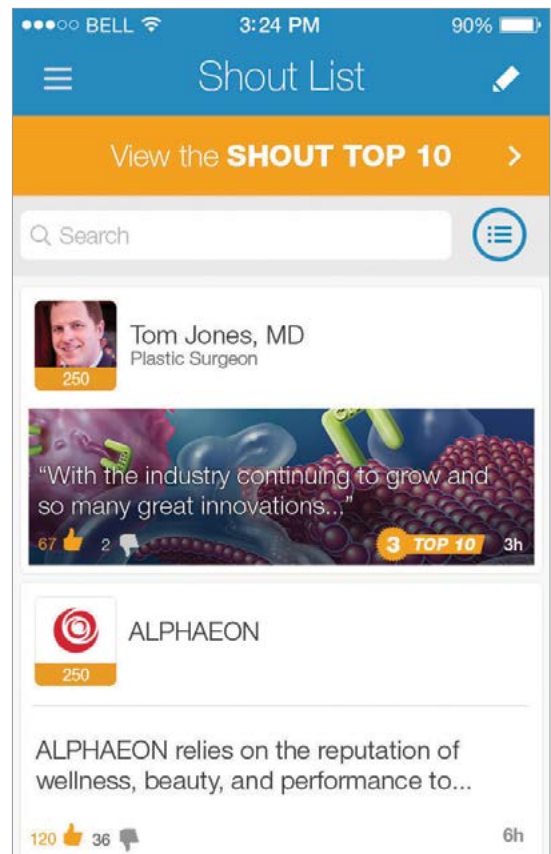 BELL 3:24 PM 90%
Shout List
View the SHOUT TOP 10 >
Search
Tom Jones, MD
Plastic Surgeon
250
“With the industry continuing to grow and
so many great innovations...”
67 2 3 TOP 10 3h
ALPHAEON
250
ALPHAEON relies on the reputation of
wellness, beauty, and performance to...
120 36 6h